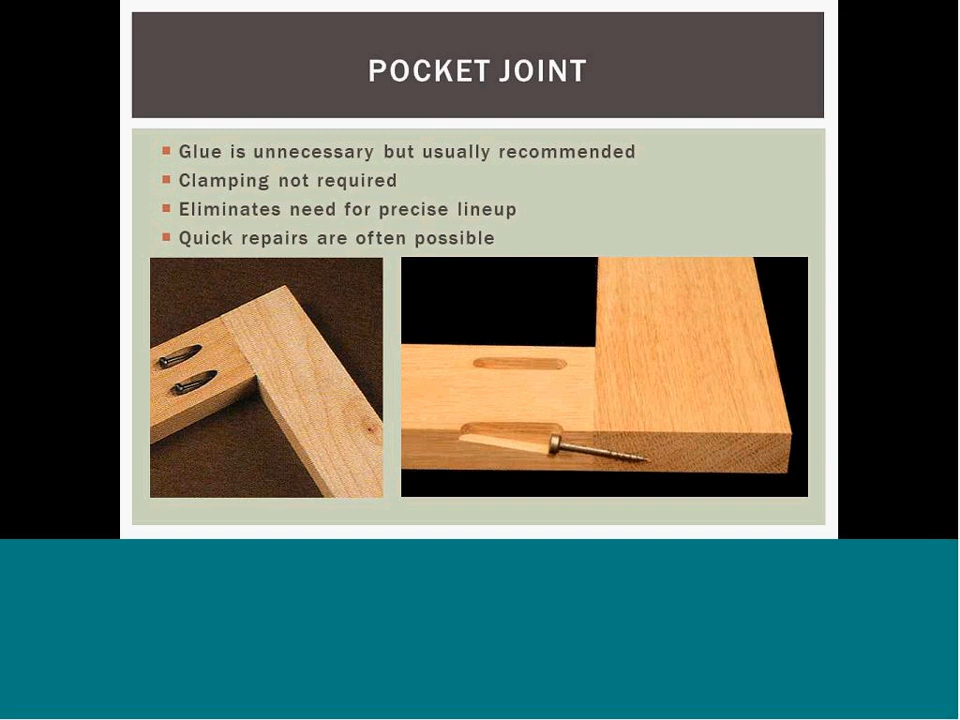 POCKET JOINT
Glue is unnecessary but usually recommended
Clamping not required
Eliminates need for precise lineup
Quick repairs are often possible